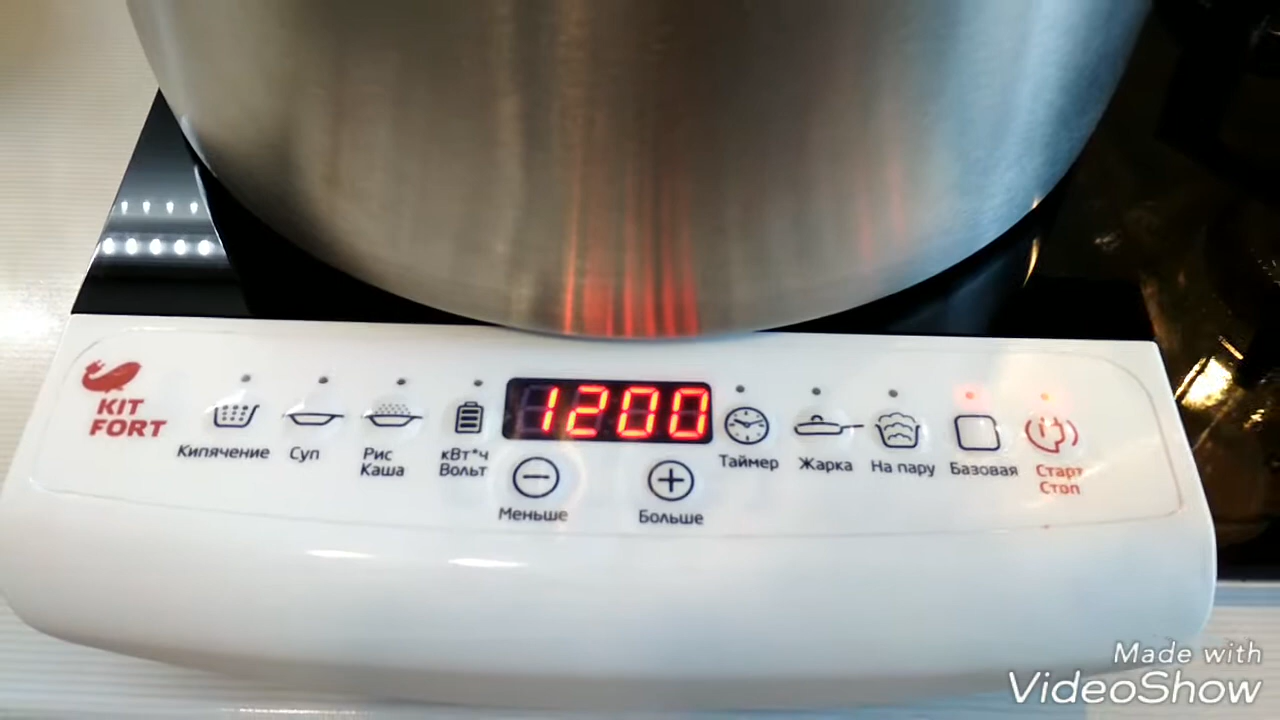 KIT
FORT
Кипячение
Суп
Рис
Каша
кВт*ч
Вольт
1200
Меньше
Больше
Таймер
Жарка
На пару
Базовая
Старт
Стоп
Made with
VideoShow